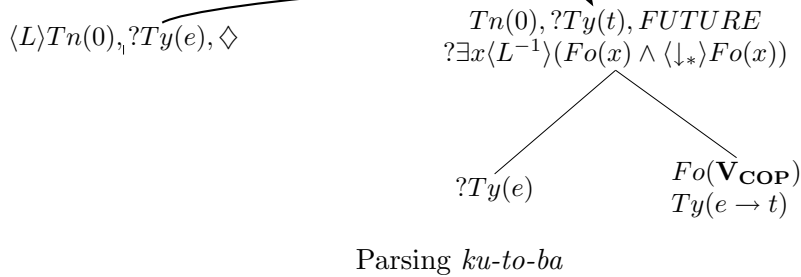 ⟨L⟩Tn(0), ?Ty(e), ◇
Tn(0), ?Ty(t), FUTURE
?∃x⟨L⁻¹⟩(Fo(x) ∧ ⟨↓*⟩Fo(x))
?Ty(e)
Fo(V_COP)
Ty(e → t)
Parsing ku-to-ba